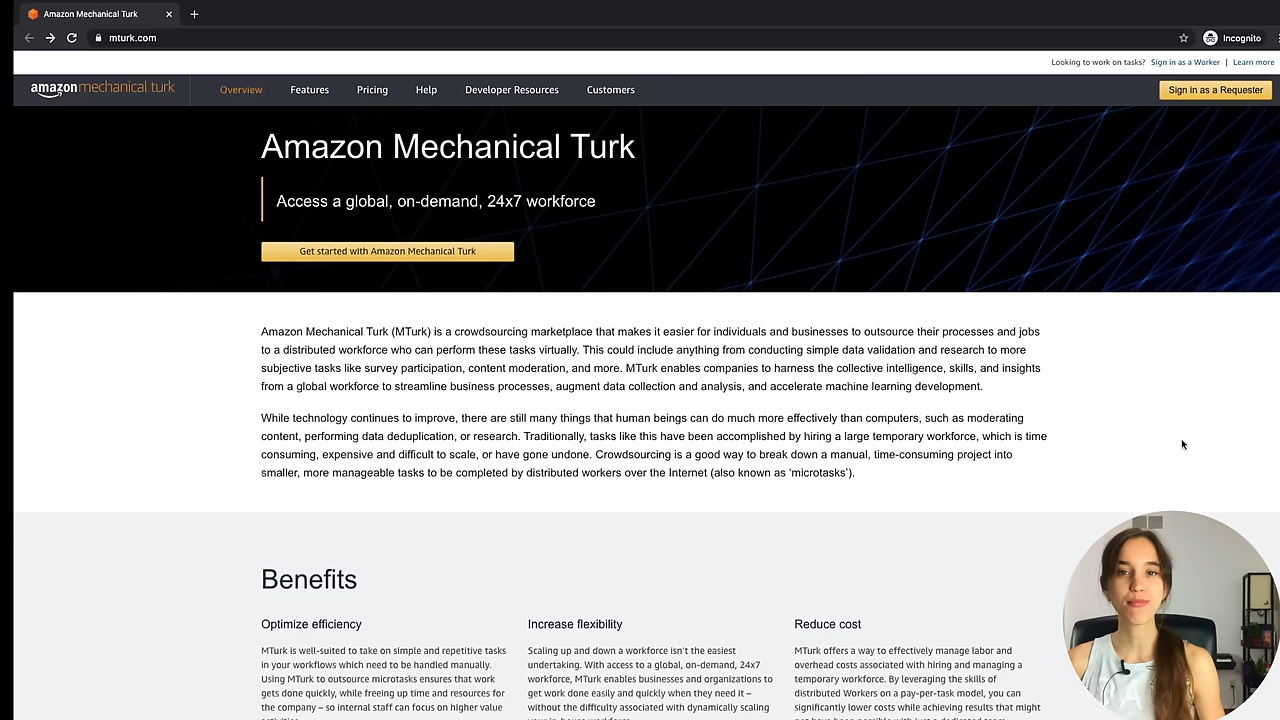 Amazon Mechanical Turk
mturk.com
Incognito
Looking to work on tasks? Sign in as a Worker | Learn more
amazon mechanical turk
Overview Features Pricing Help Developer Resources Customers
Sign in as a Requester
Amazon Mechanical Turk
Access a global, on-demand, 24x7 workforce
Get started with Amazon Mechanical Turk
Amazon Mechanical Turk (MTurk) is a crowdsourcing marketplace that makes it easier for individuals and businesses to outsource their processes and jobs
to a distributed workforce who can perform these tasks virtually. This could include anything from conducting simple data validation and research to more
subjective tasks like survey participation, content moderation, and more. MTurk enables companies to harness the collective intelligence, skills, and insights
from a global workforce to streamline business processes, augment data collection and analysis, and accelerate machine learning development.
While technology continues to improve, there are still many things that human beings can do much more effectively than computers, such as moderating
content, performing data deduplication, or research. Traditionally, tasks like this have been accomplished by hiring a large temporary workforce, which is time
consuming, expensive and difficult to scale, or have gone undone. Crowdsourcing is a good way to break down a manual, time-consuming project into
smaller, more manageable tasks to be completed by distributed workers over the Internet (also known as ‘microtasks’).
Benefits
Optimize efficiency
MTurk is well-suited to take on simple and repetitive tasks
in your workflows which need to be handled manually.
Using MTurk to outsource microtasks ensures that work
gets done quickly, while freeing up time and resources for
the company – so internal staff can focus on higher value
Increase flexibility
Scaling up and down a workforce isn't the easiest
undertaking. With access to a global, on-demand, 24x7
workforce, MTurk enables businesses and organizations to
get work done easily and quickly when they need it –
without the difficulty associated with dynamically scaling
Reduce cost
MTurk offers a way to effectively manage labor and
overhead costs associated with hiring and managing a
temporary workforce. By leveraging the skills of
distributed Workers on a pay-per-task model, you can
significantly lower costs while achieving results that might